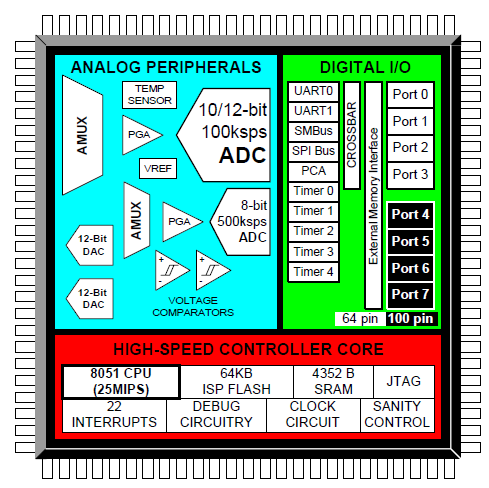 ANALOG PERIPHERALS
AMUX
TEMP
SENSOR
PGA
VREF
10/12-bit
100ksps
ADC
AMUX
PGA
8-bit
500ksps
ADC
12-Bit
DAC
12-Bit
DAC
+
-
+
-
VOLTAGE
COMPARATORS
DIGITAL I/O
UART0
UART1
SMBus
SPI Bus
PCA
Timer 0
Timer 1
Timer 2
Timer 3
Timer 4
CROSSBAR
External Memory Interface
Port 0
Port 1
Port 2
Port 3
Port 4
Port 5
Port 6
Port 7
64 pin 100 pin
HIGH-SPEED CONTROLLER CORE
8051 CPU
(25MIPS)
64KB
ISP FLASH
4352 B
SRAM
JTAG
22
INTERRUPTS
DEBUG
CIRCUITRY
CLOCK
CIRCUIT
SANITY
CONTROL